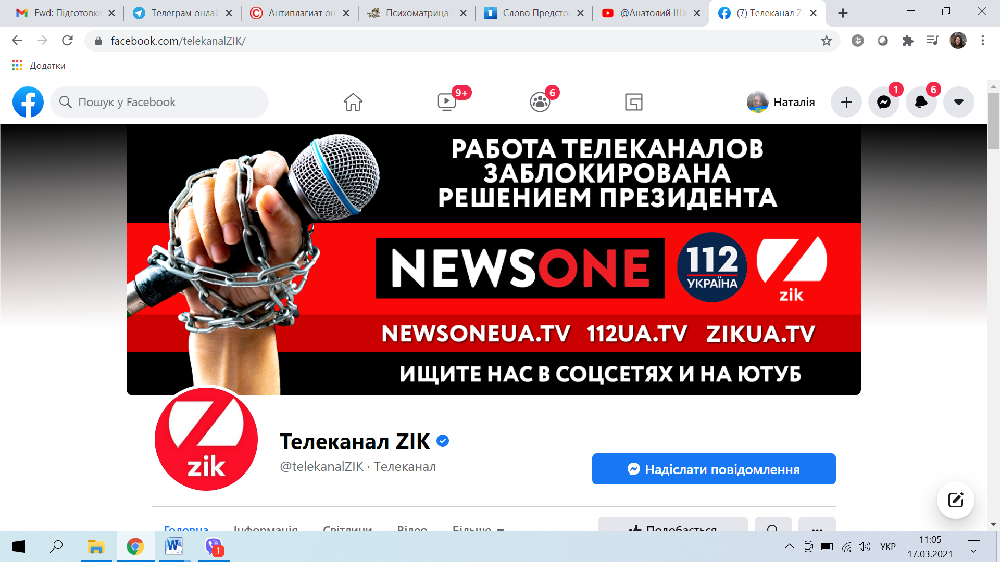 Fwd: Підготовка
Телеграм онлай
Антиплагиат он
Психоматрица
Слово Предсто
@Анатолий Ша
(7) Телеканал Z
facebook.com/telekanalZIK/
Додатки
Пошук у Facebook
9+
6
Наталія
1
6
РАБОТА ТЕЛЕКАНАЛОВ
ЗАБЛОКИРОВАНА
РЕШЕНИЕМ ПРЕЗИДЕНТА
NEWSONE
112
УКРАЇНА
zik
NEWSONEUA.TV 112UA.TV ZIKUA.TV
ИЩИТЕ НАС В СОЦСЕТЯХ И НА ЮТУБ
zik
Телеканал ZIK
@telekanalZIK · Телеканал
Надіслати повідомлення
Головна Інформація Світлини Відео Більше
Подобається
1
УКР
11:05
17.03.2021